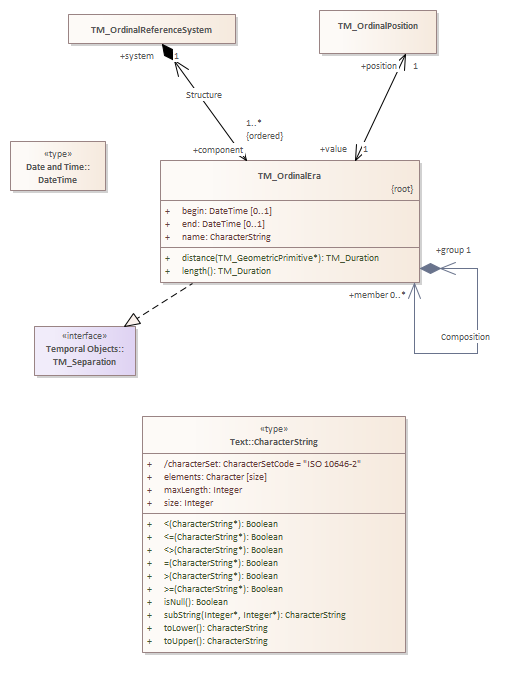 TM_OrdinalReferenceSystem
TM_OrdinalPosition
+system
1
+position
1
Structure
1..*
{ordered}
+component
+value
1
«type»
Date and Time::
DateTime
TM_OrdinalEra
{root}
+ begin: DateTime [0..1]
+ end: DateTime [0..1]
+ name: CharacterString
+ distance(TM_GeometricPrimitive*): TM_Duration
+ length(): TM_Duration
+group 1
+member 0..*
Composition
«interface»
Temporal Objects::
TM_Separation
«type»
Text::CharacterString
+ /characterSet: CharacterSetCode = "ISO 10646-2"
+ elements: Character [size]
+ maxLength: Integer
+ size: Integer
+ <(CharacterString*): Boolean
+ <=(CharacterString*): Boolean
+ <>(CharacterString*): Boolean
+ =(CharacterString*): Boolean
+ >(CharacterString*): Boolean
+ >=(CharacterString*): Boolean
+ isNull(): Boolean
+ subString(Integer*, Integer*): CharacterString
+ toLower(): CharacterString
+ toUpper(): CharacterString